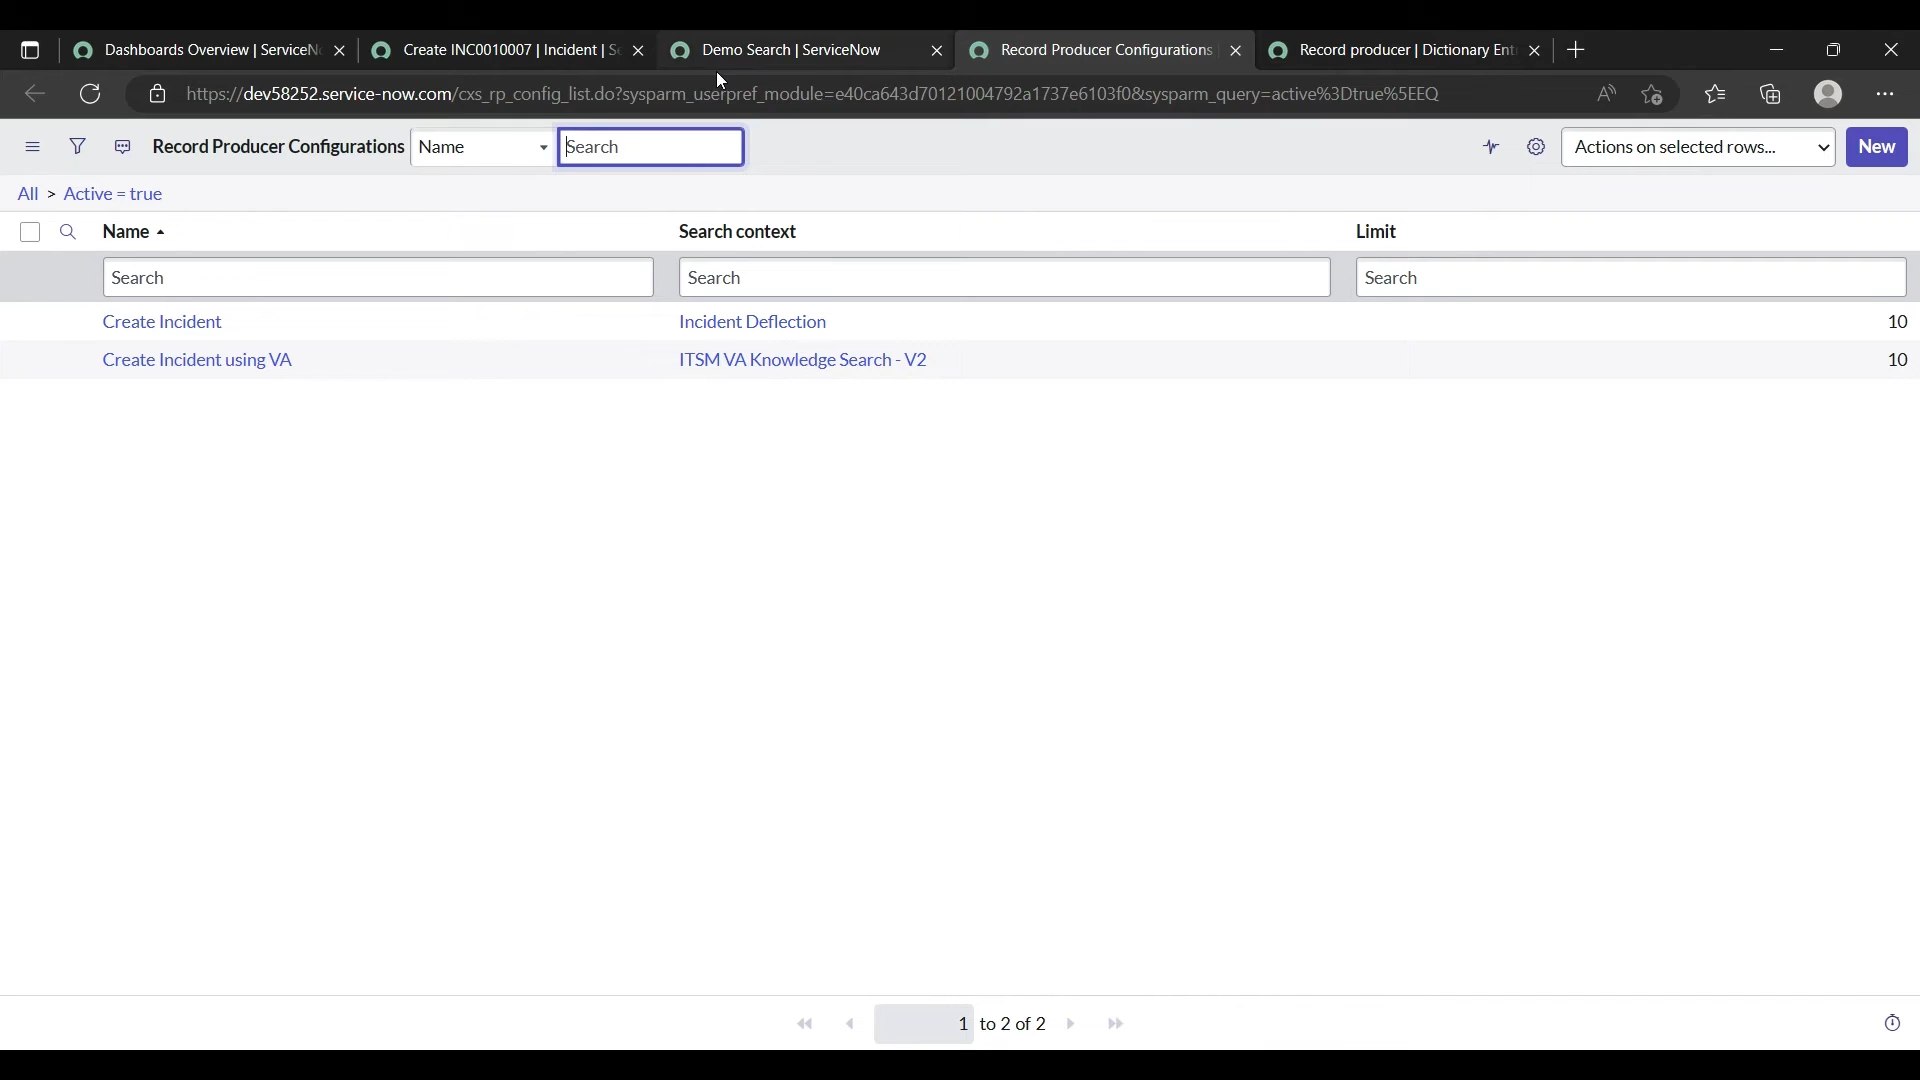 Dashboards Overview | ServiceN
Create INC0010007 | Incident | Se
Demo Search | ServiceNow
Record Producer Configurations
Record producer | Dictionary Ent
https://dev58252.service-now.com/cxs_rp_config_list.do?sysparm_userpref_module=e40ca643d70121004792a1737e6103f0&sysparm_query=active%3Dtrue%5EEQ
Record Producer Configurations Name Search Actions on selected rows... New
All > Active = true
Name Search context Limit
Search Search Search
Create Incident Incident Deflection 10
Create Incident using VA ITSM VA Knowledge Search - V2 10
1 to 2 of 2